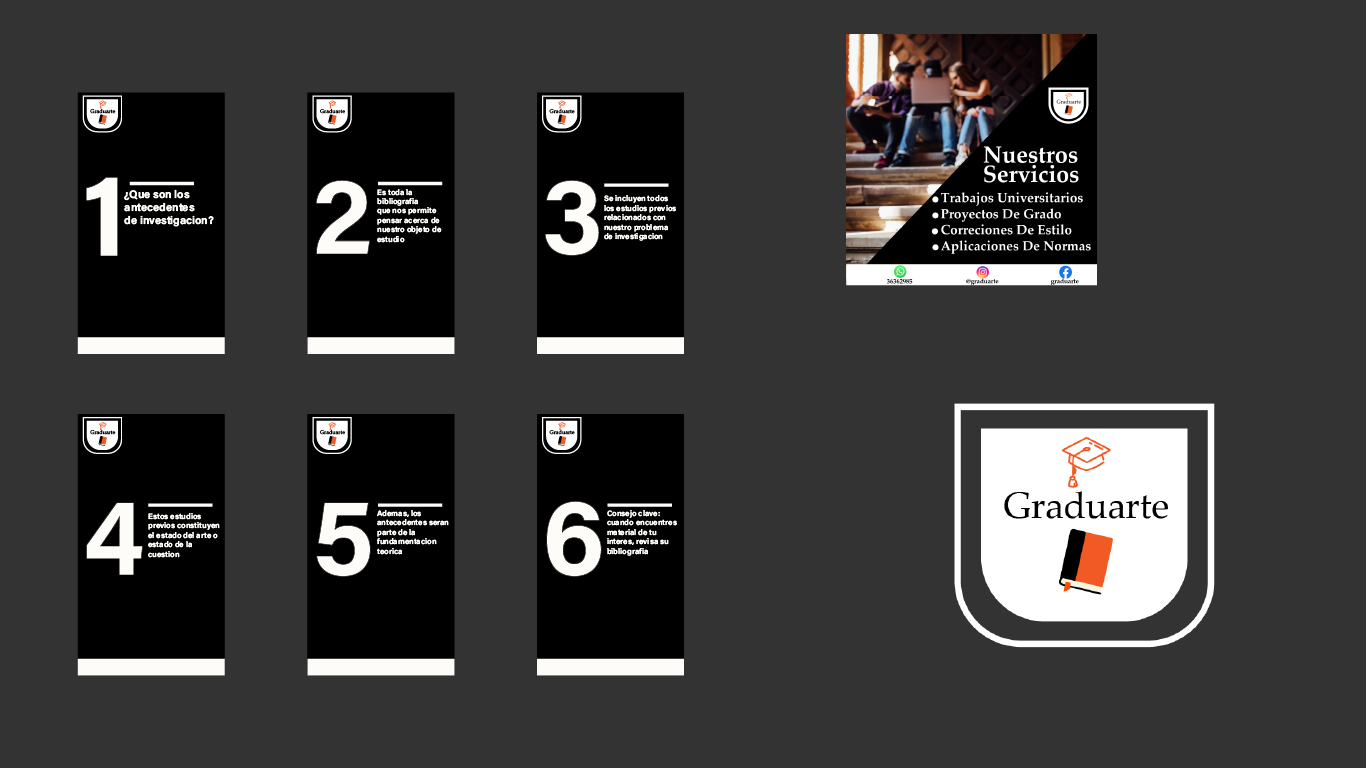 Graduarte
1
¿Que son los
antecedentes
de investigacion?
Graduarte
2
Es toda la
bibliografia
que nos permite
pensar acerca de
nuestro objeto de
estudio
Graduarte
3
Se incluyen todos
los estudios previos
relacionados con
nuestro problema
de investigacion
Graduarte
4
Estos estudios
previos constituyen
el estado del arte o
estado de la
cuestion
Graduarte
5
Ademas, los
antecedentes seran
parte de la
fundamentacion
teorica
Graduarte
6
Consejo clave:
cuando encuentres
material de tu
interes, revisa su
bibliografia
Graduarte
Nuestros
Servicios
● Trabajos Universitarios
● Proyectos De Grado
● Correciones De Estilo
● Aplicaciones De Normas
36362985
@graduarte
graduarte
Graduarte